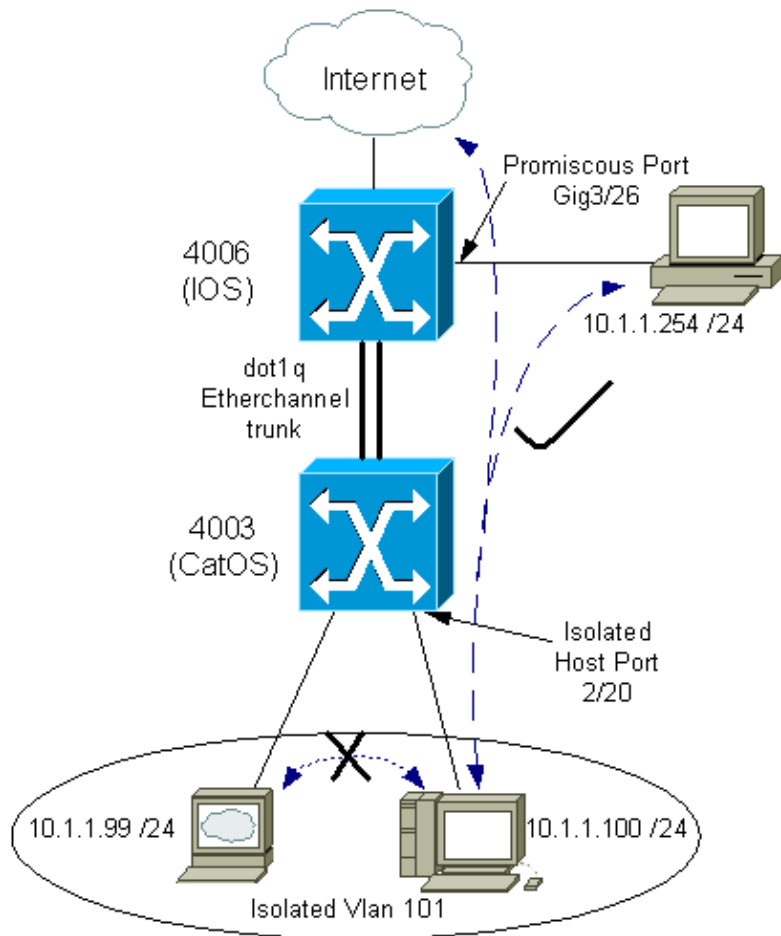 Internet
Promiscous Port
Gig3/26
4006
(IOS)
10.1.1.254 /24
dot1q
Etherchannel
trunk
4003
(CatOS)
Isolated
Host Port
2/20
10.1.1.99 /24
10.1.1.100 /24
Isolated Vlan 101